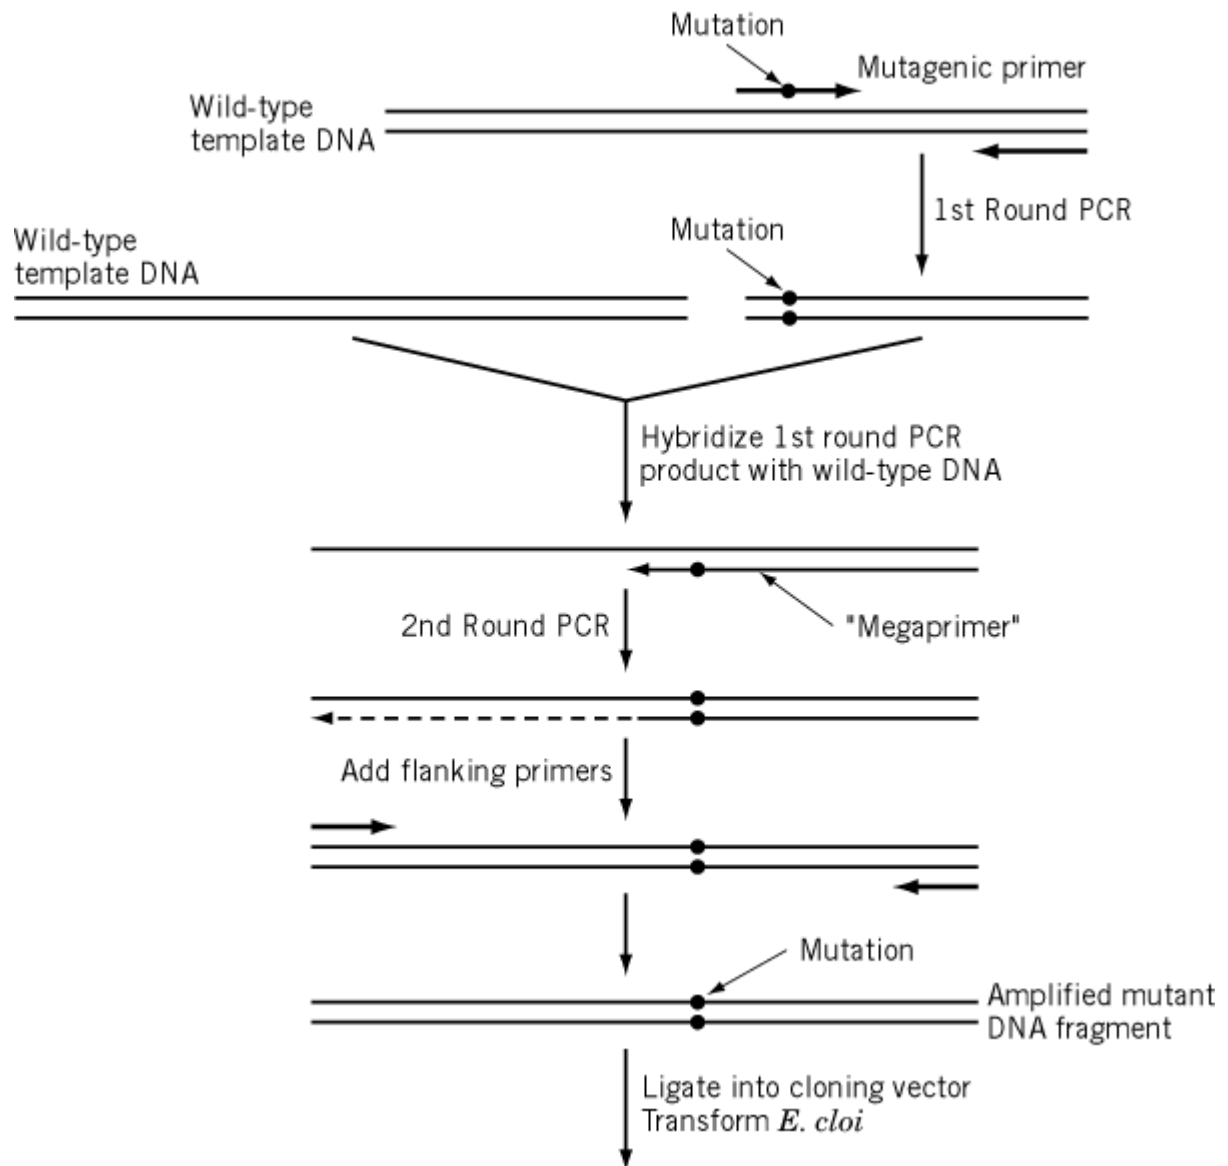 Mutation
Mutagenic primer
Wild-type
template DNA
1st Round PCR
Wild-type
template DNA
Mutation
Hybridize 1st round PCR
product with wild-type DNA
2nd Round PCR
"Megaprimer"
Add flanking primers
Mutation
Amplified mutant
DNA fragment
Ligate into cloning vector
Transform E. cloi